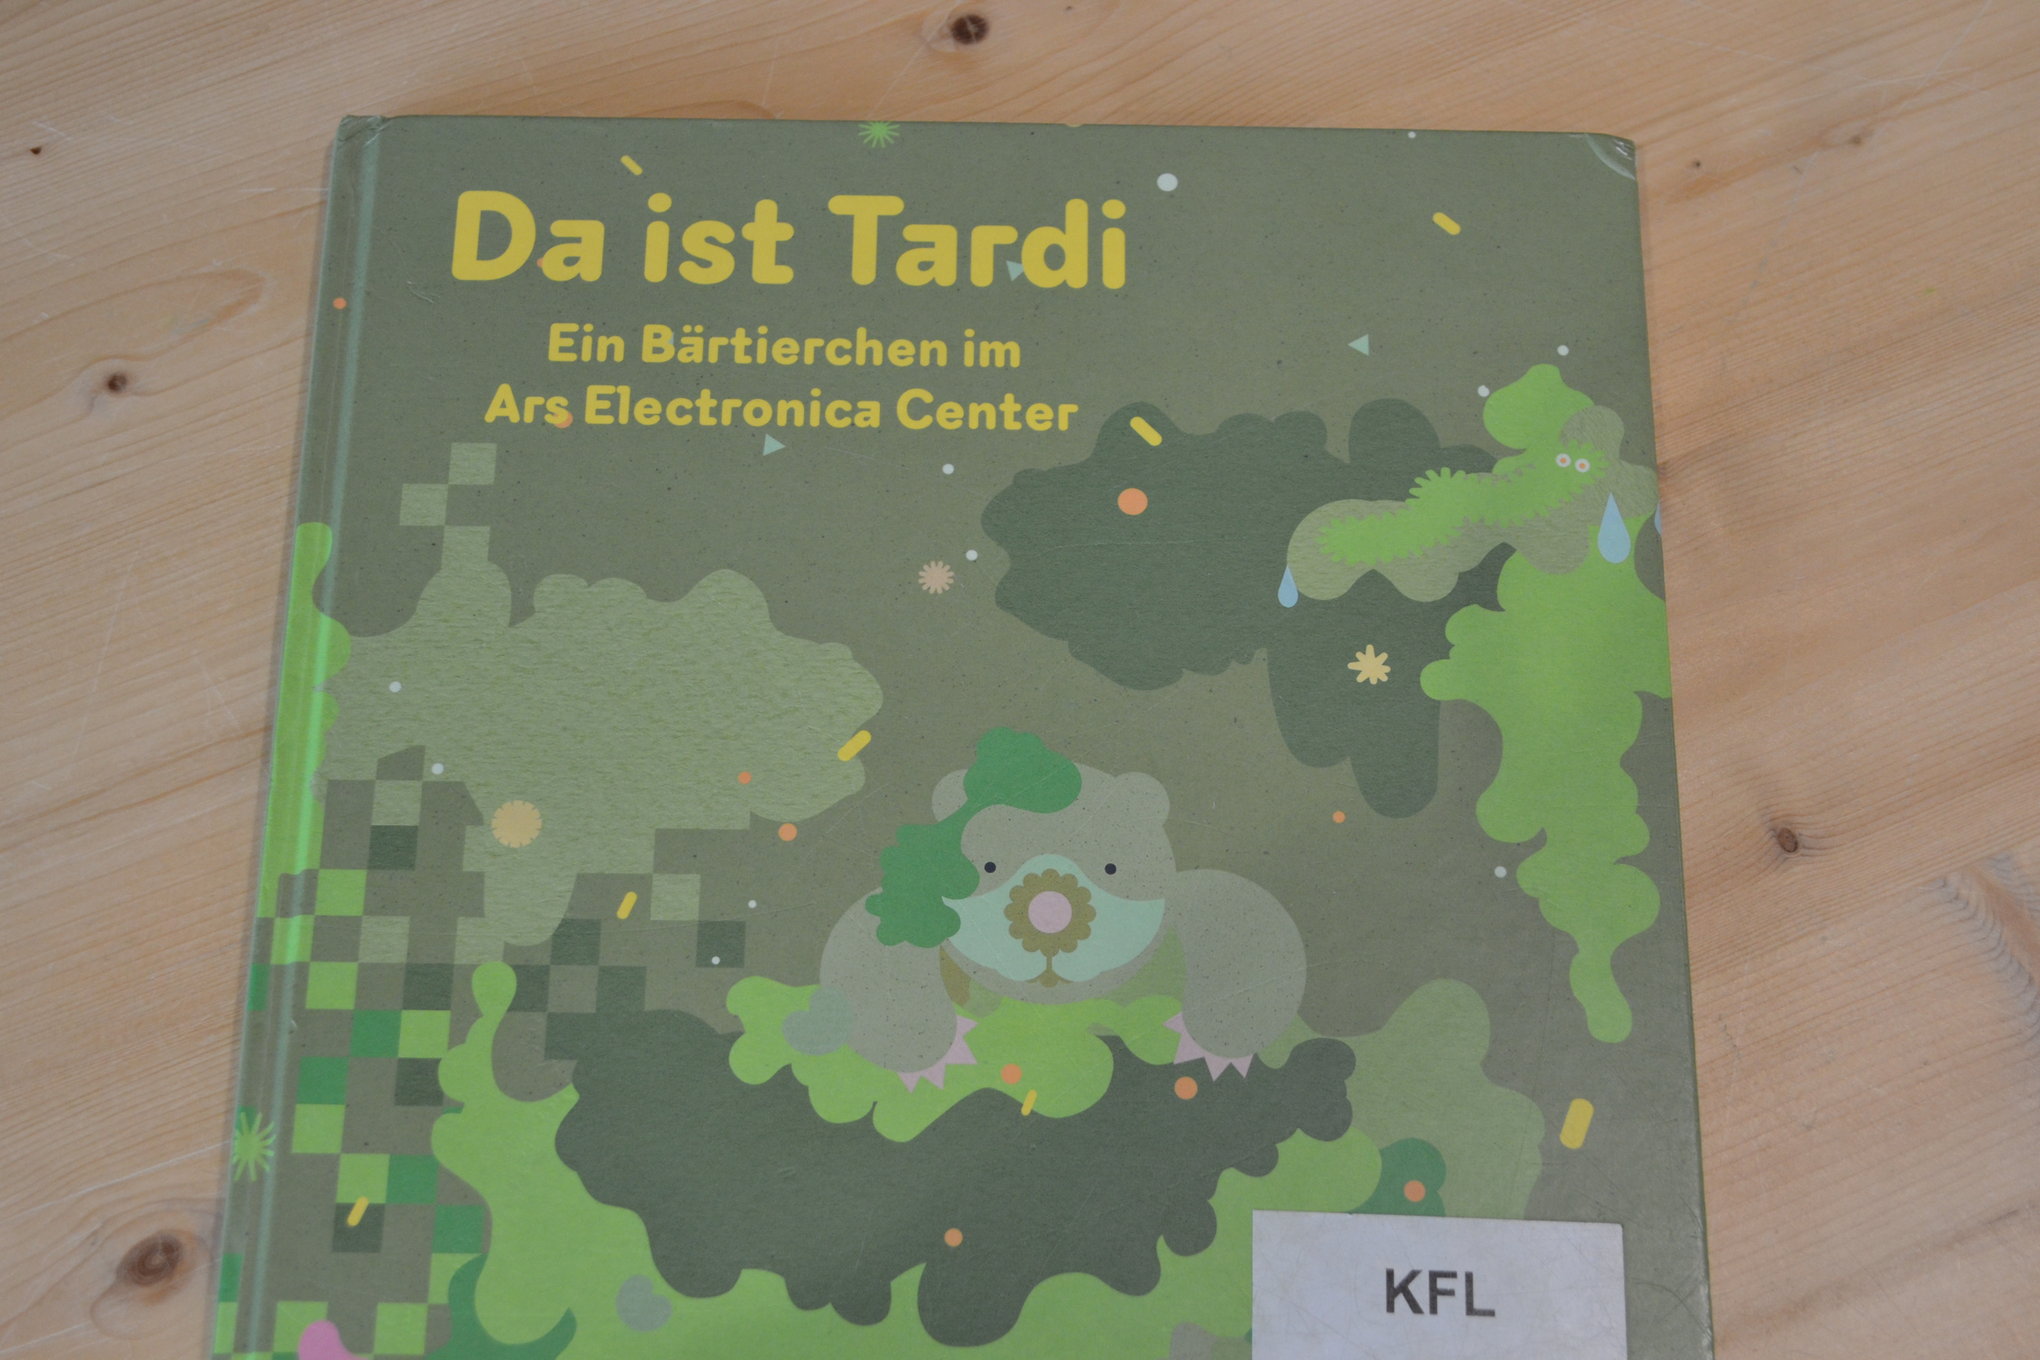 Da ist Tardi
Ein Bärtierchen im
Ars Electronica Center
KFL